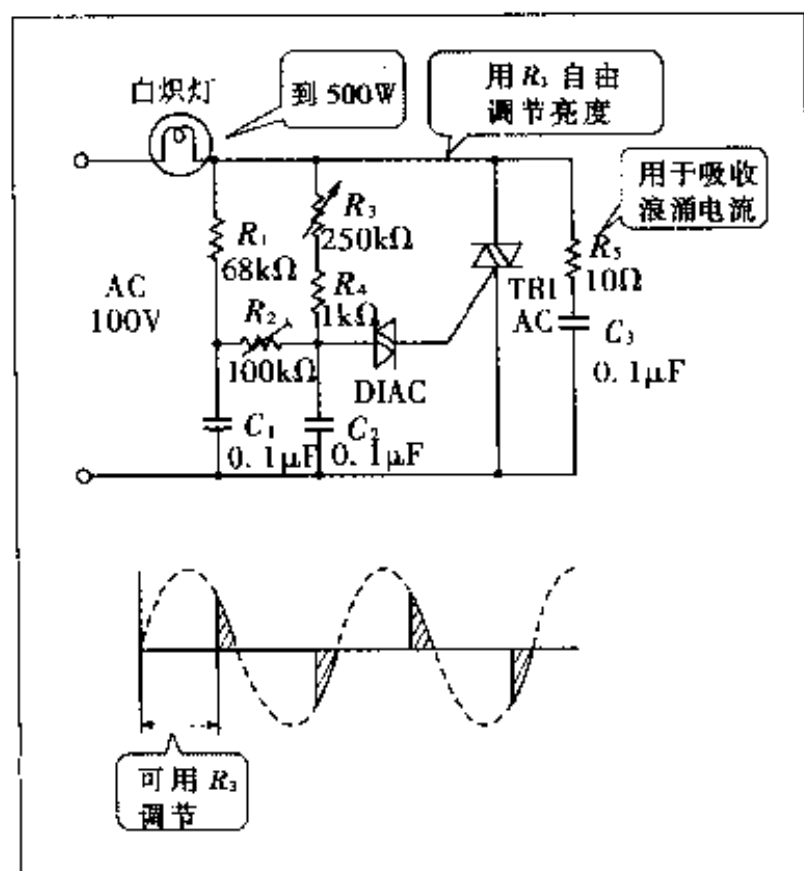 白炽灯
到 500W
用 R₃ 自由
调节亮度
用于吸收
浪涌电流
R₁
68kΩ
R₃
250kΩ
R₄
1kΩ
R₅
10Ω
AC
100V
R₂
100kΩ
DIAC
TRI
AC
C₃
0.1μF
C₁
0.1μF
C₂
0.1μF
可用 R₃
调节